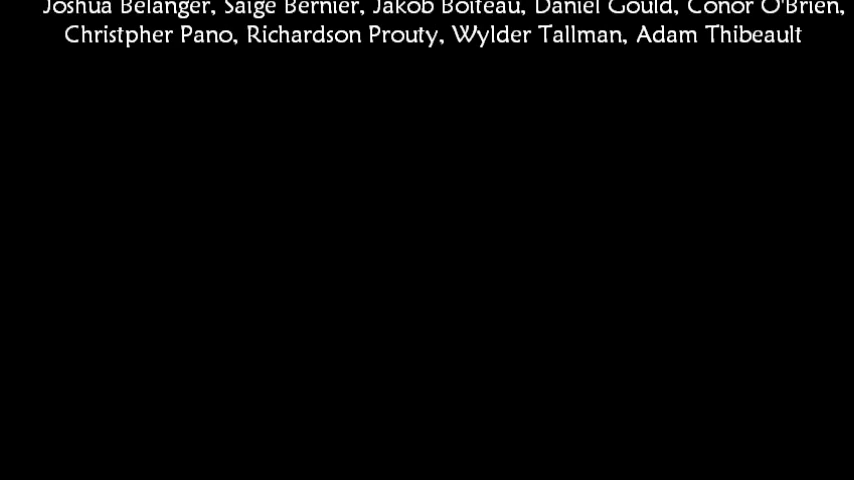 Joshua Belanger, Saige Bernier, Jakob Boiteau, Daniel Gould, Conor O'Brien,
Christpher Pano, Richardson Prouty, Wylder Tallman, Adam Thibeault